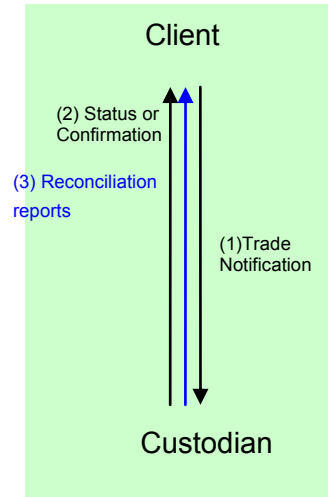 Client
(2) Status or
Confirmation
(3) Reconciliation
reports
(1)Trade
Notification
Custodian